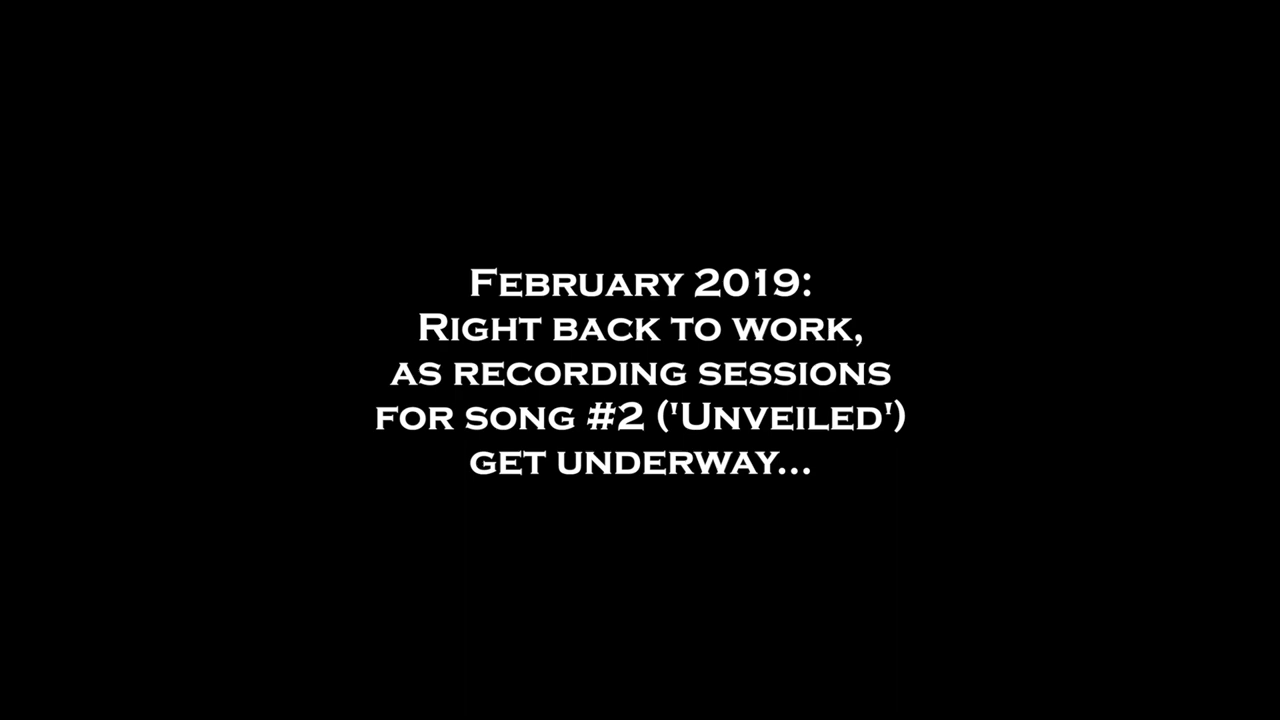 February 2019:
Right back to work,
as recording sessions
for song #2 ('Unveiled')
get underway...